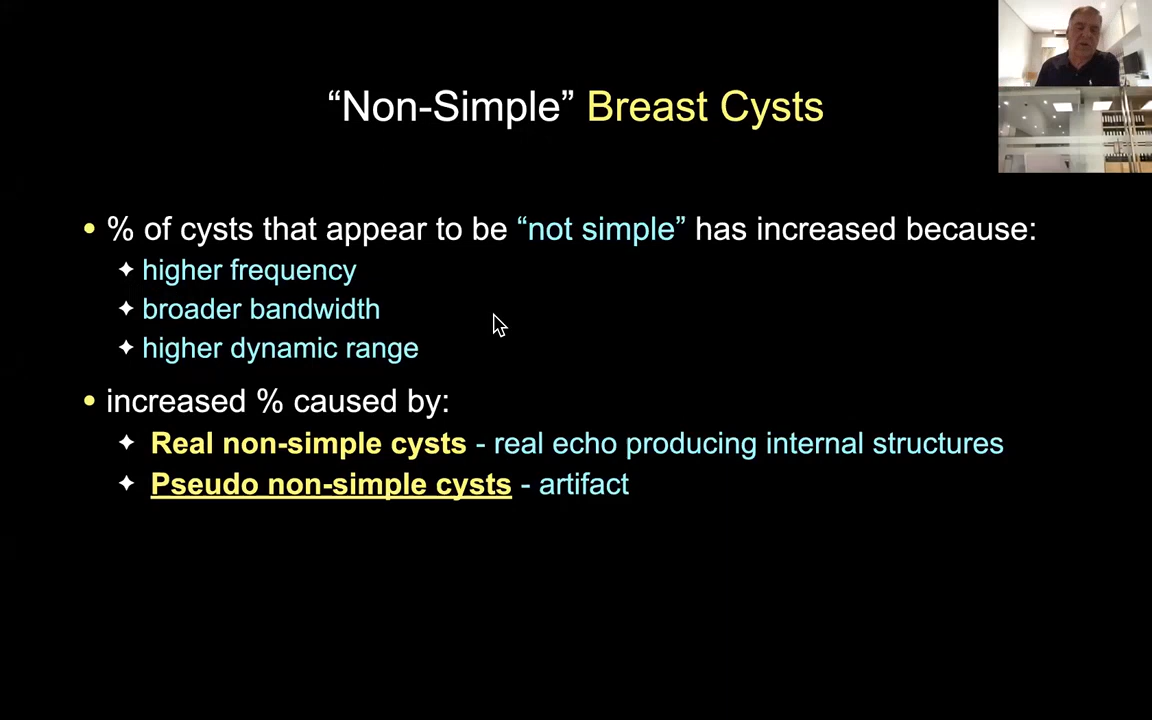 “Non-Simple” Breast Cysts
• % of cysts that appear to be “not simple” has increased because:
✦ higher frequency
✦ broader bandwidth
✦ higher dynamic range
• increased % caused by:
✦ Real non-simple cysts - real echo producing internal structures
✦ Pseudo non-simple cysts - artifact